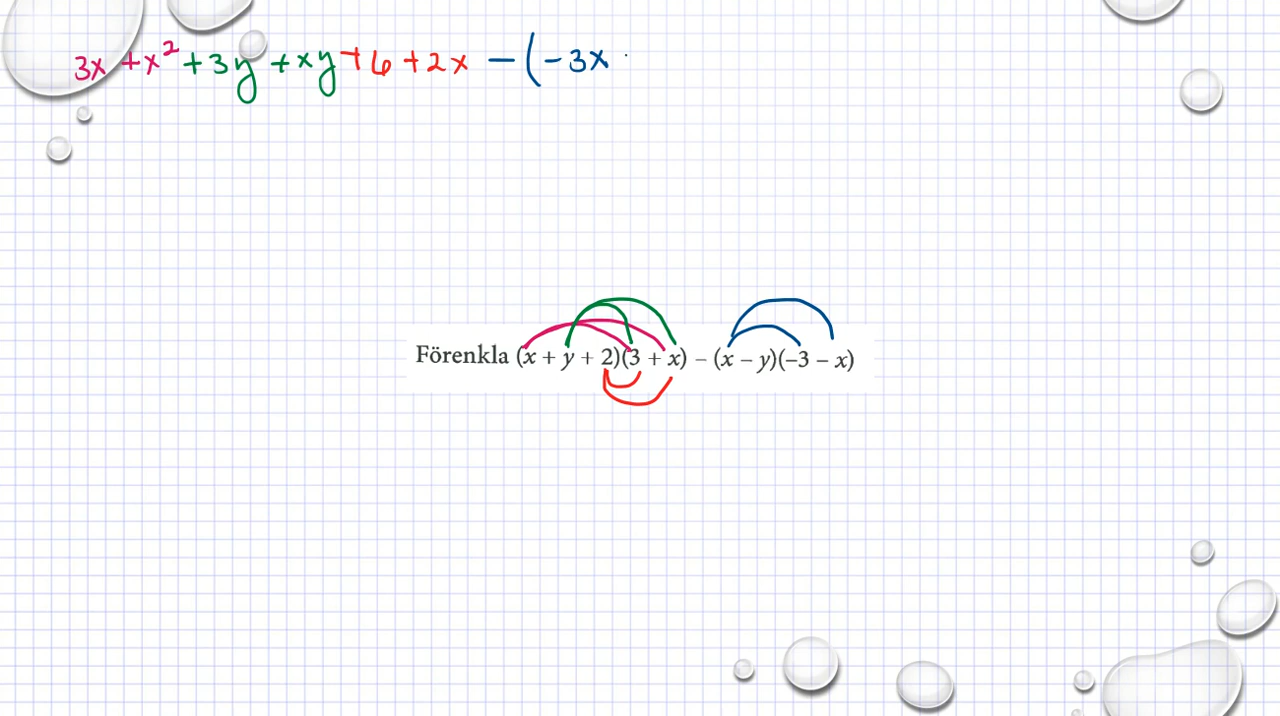 3x + x² + 3y + xy + 6 + 2x − (−3x
Förenkla (x + y + 2)(3 + x) − (x − y)(−3 − x)